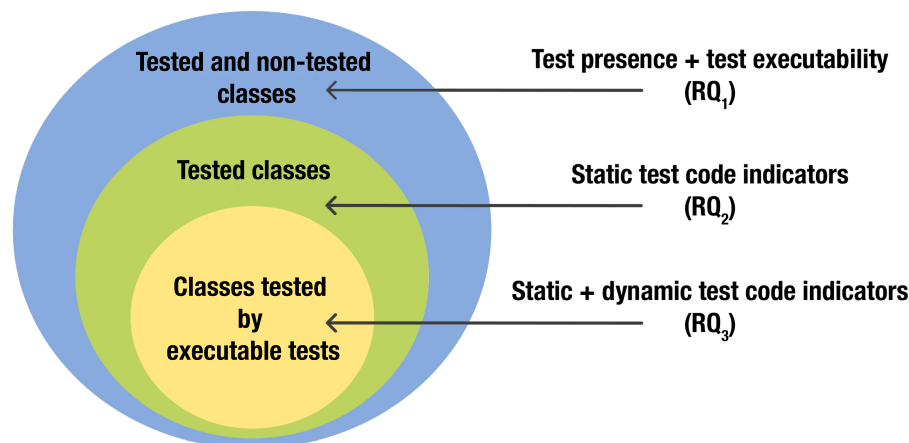 Tested and non-tested
classes
Test presence + test executability
(RQ1)
Tested classes
Static test code indicators
(RQ2)
Classes tested
by
executable tests
Static + dynamic test code indicators
(RQ3)